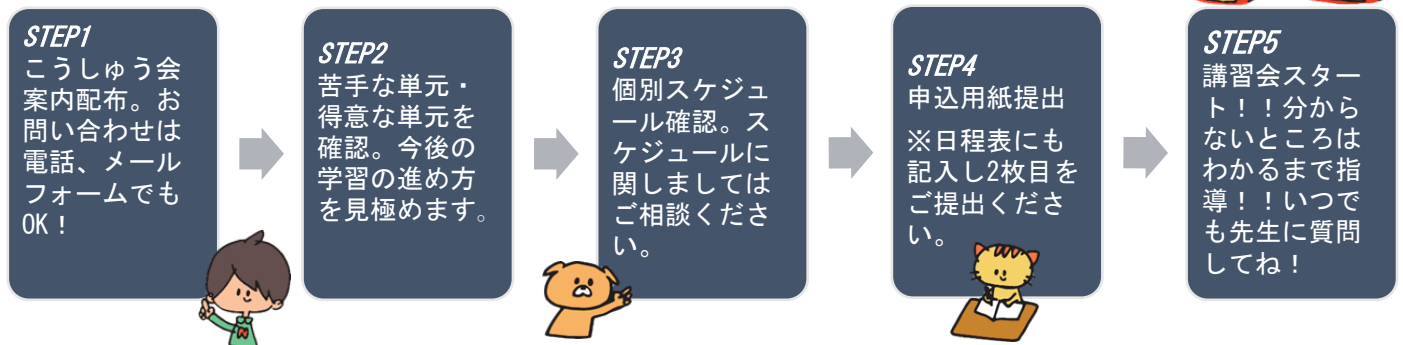 STEP1
こうしゅう会
案内配布。お
問い合わせは
電話、メール
フォームでも
OK！
STEP2
苦手な単元・
得意な単元を
確認。今後の
学習の進め方
を見極めます。
STEP3
個別スケジュ
ール確認。ス
ケジュールに
関しましては
ご相談くださ
い。
STEP4
申込用紙提出
※日程表にも
記入し2枚目を
ご提出くださ
い。
STEP5
講習会スター
ト！！分から
ないところは
わかるまで指
導！！いつで
も先生に質問
してね！